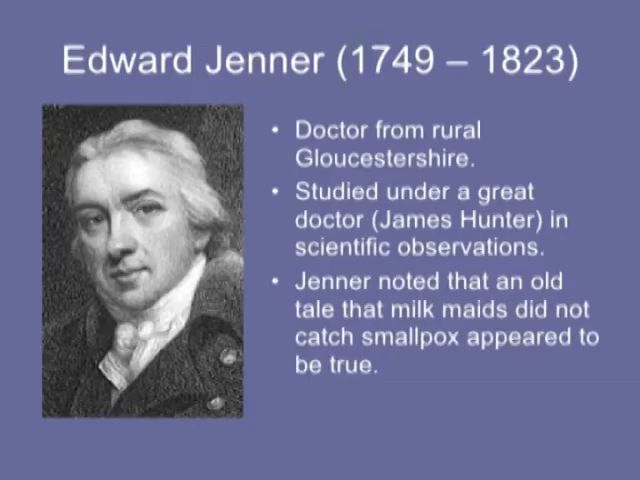 Edward Jenner (1749 – 1823)
• Doctor from rural
Gloucestershire.
• Studied under a great
doctor (James Hunter) in
scientific observations.
• Jenner noted that an old
tale that milk maids did not
catch smallpox appeared to
be true.